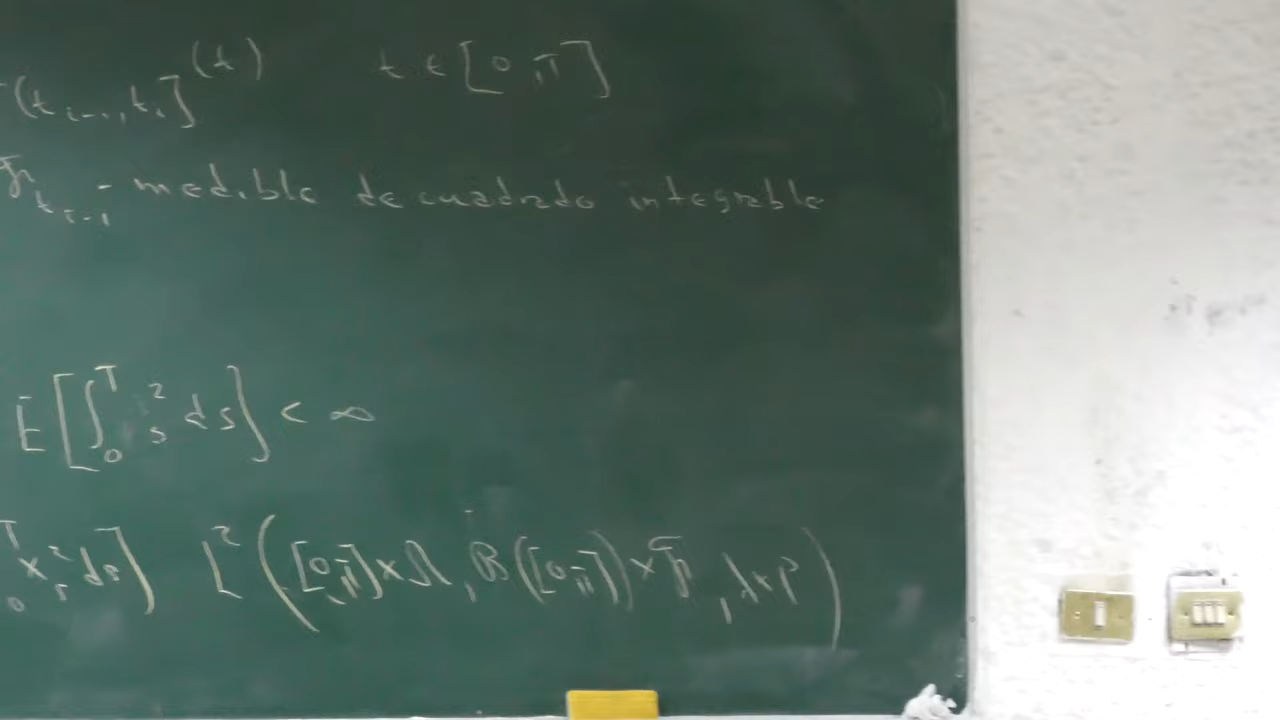 (t_{i-1}, t_i] (t) t ∈ [0,T]
F_{t_{i-1}} - medible de cuadrado integrable
E[∫_0^T _s^2 ds] < ∞
_0^T x_s^2 ds] L^2([0,T]×Ω, B([0,T])×F, λ×P)